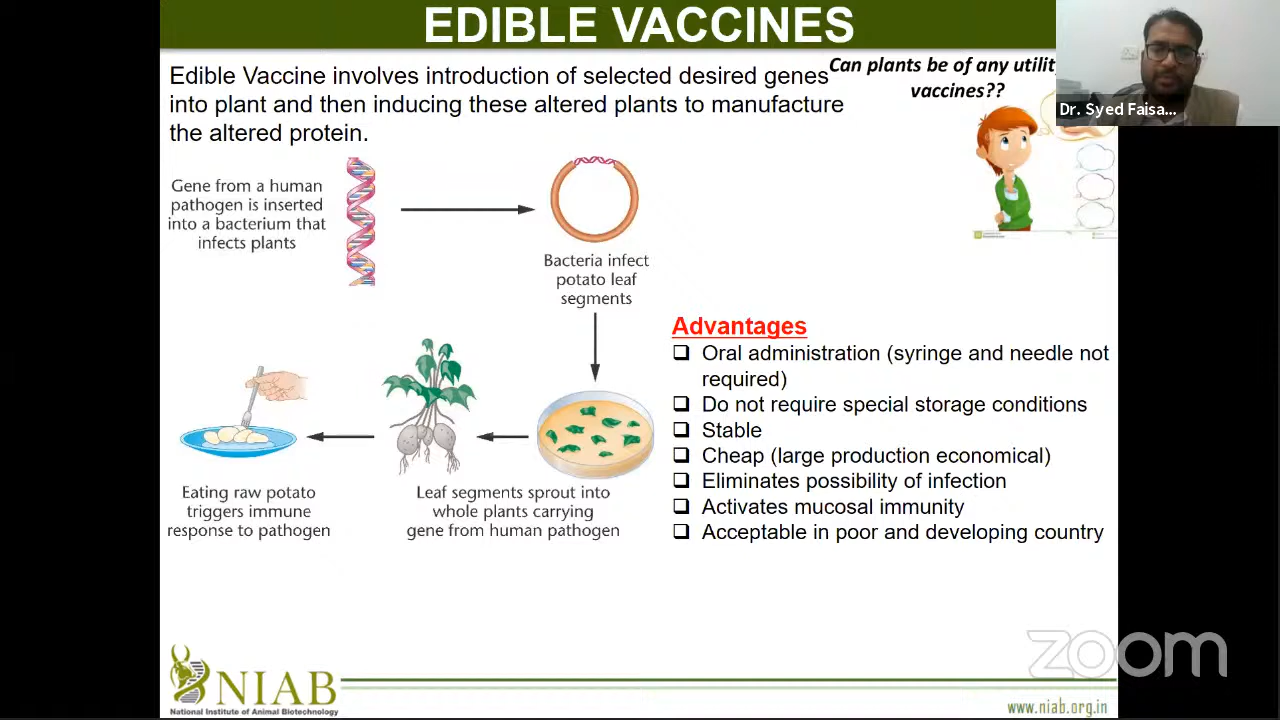 EDIBLE VACCINES
Edible Vaccine involves introduction of selected desired genes
into plant and then inducing these altered plants to manufacture
the altered protein.
Can plants be of any utility
vaccines??
Dr. Syed Faisa...
Gene from a human
pathogen is inserted
into a bacterium that
infects plants
Bacteria infect
potato leaf
segments
Eating raw potato
triggers immune
response to pathogen
Leaf segments sprout into
whole plants carrying
gene from human pathogen
Advantages
Oral administration (syringe and needle not
required)
Do not require special storage conditions
Stable
Cheap (large production economical)
Eliminates possibility of infection
Activates mucosal immunity
Acceptable in poor and developing country
zoom
NIAB
National Institute of Animal Biotechnology
www.niab.org.in